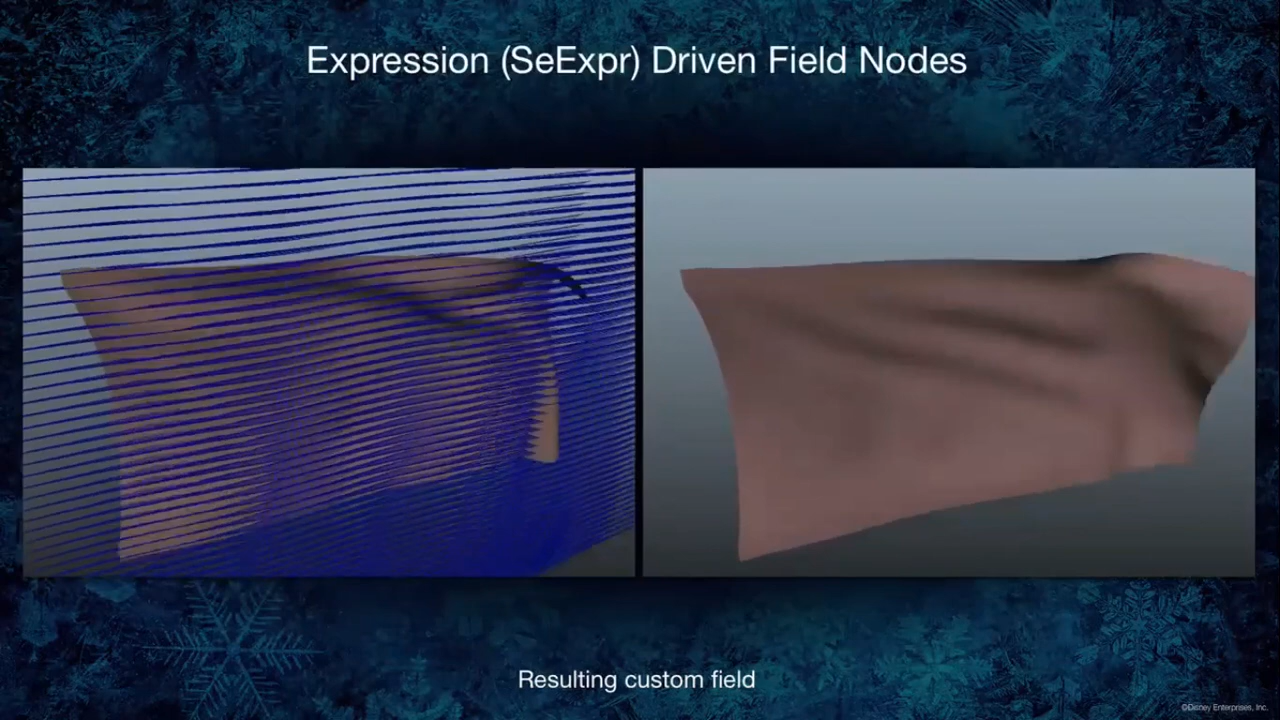 Expression (SeExpr) Driven Field Nodes
Resulting custom field
©Disney Enterprises, Inc.